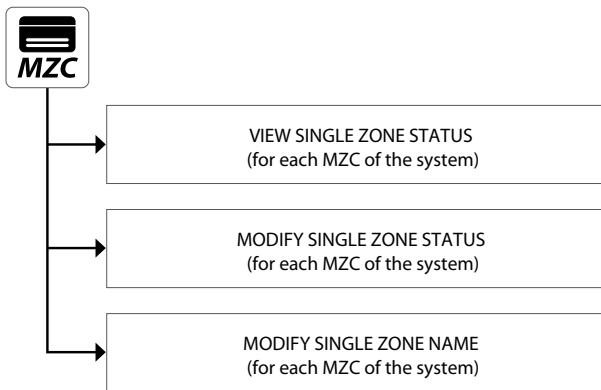 MZC
VIEW SINGLE ZONE STATUS
(for each MZC of the system)
MODIFY SINGLE ZONE STATUS
(for each MZC of the system)
MODIFY SINGLE ZONE NAME
(for each MZC of the system)